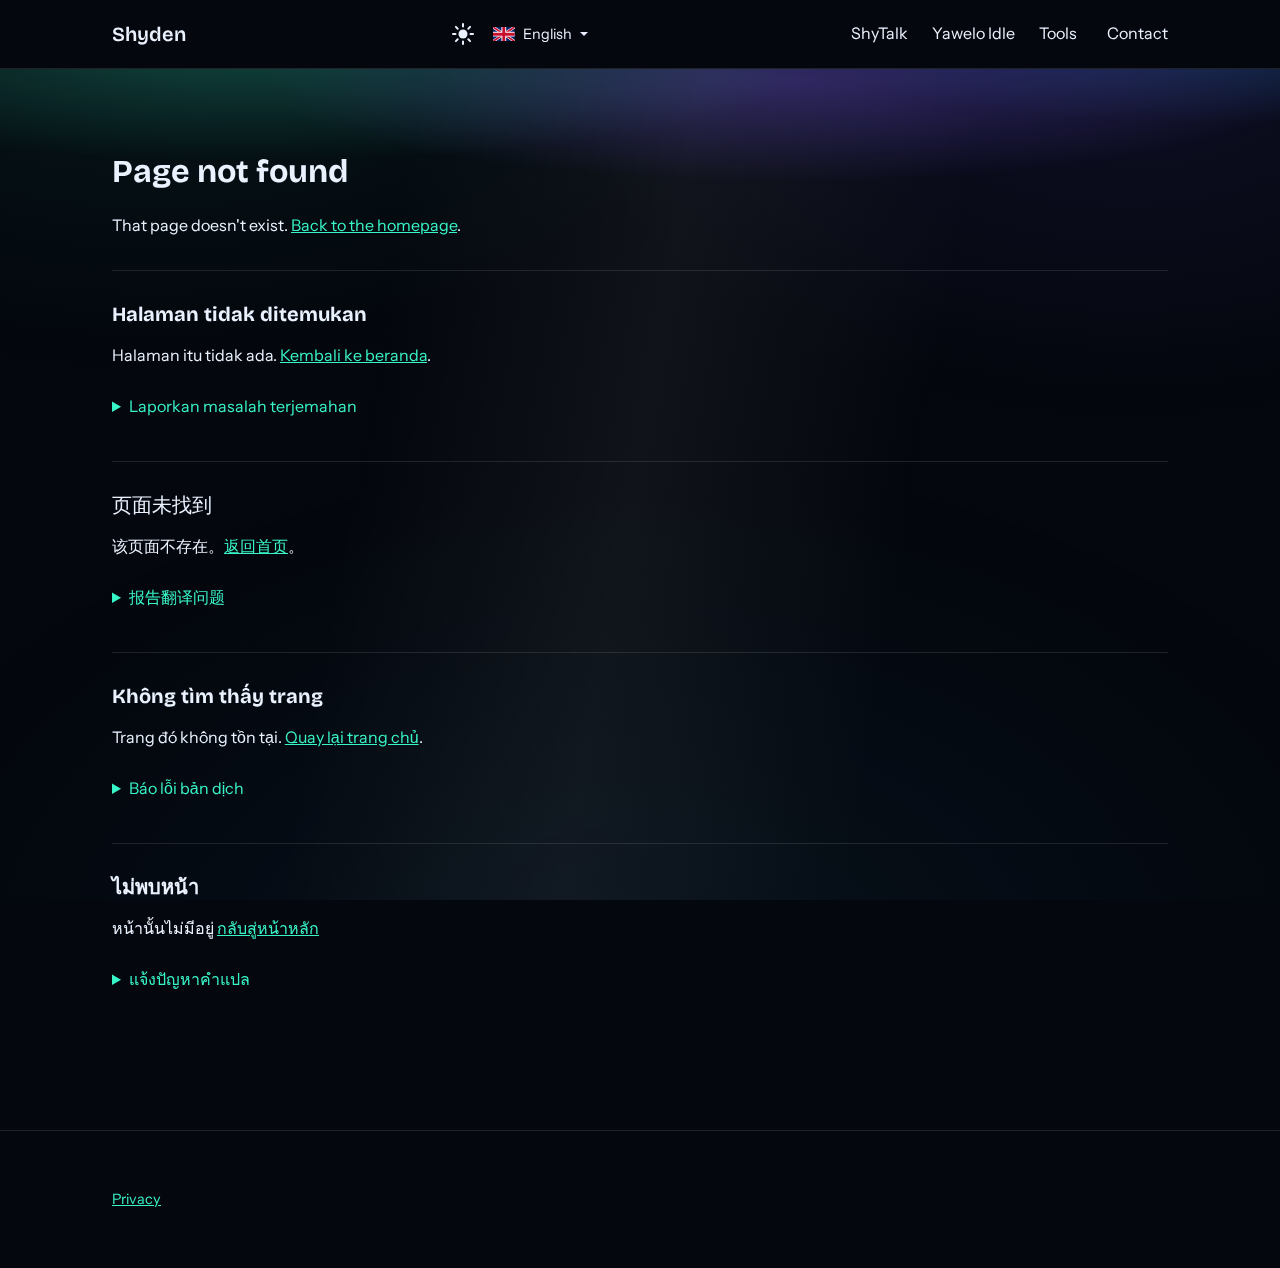 Shyden
English
ShyTalk
Yawelo Idle
Tools
Contact
Page not found
That page doesn't exist. Back to the homepage.
Halaman tidak ditemukan
Halaman itu tidak ada. Kembali ke beranda.
Laporkan masalah terjemahan
页面未找到
该页面不存在。返回首页。
报告翻译问题
Không tìm thấy trang
Trang đó không tồn tại. Quay lại trang chủ.
Báo lỗi bản dịch
ไม่พบหน้า
หน้านั้นไม่มีอยู่ กลับสู่หน้าหลัก
แจ้งปัญหาคำแปล
Privacy